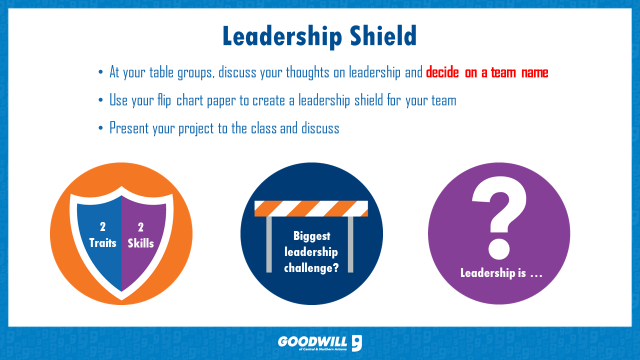 Leadership Shield
• At your table groups, discuss your thoughts on leadership and decide on a team name
• Use your flip chart paper to create a leadership shield for your team
• Present your project to the class and discuss
2 Traits
2 Skills
Biggest
leadership
challenge?
?
Leadership is …
GOODWILL g
of Central & Northern Arizona